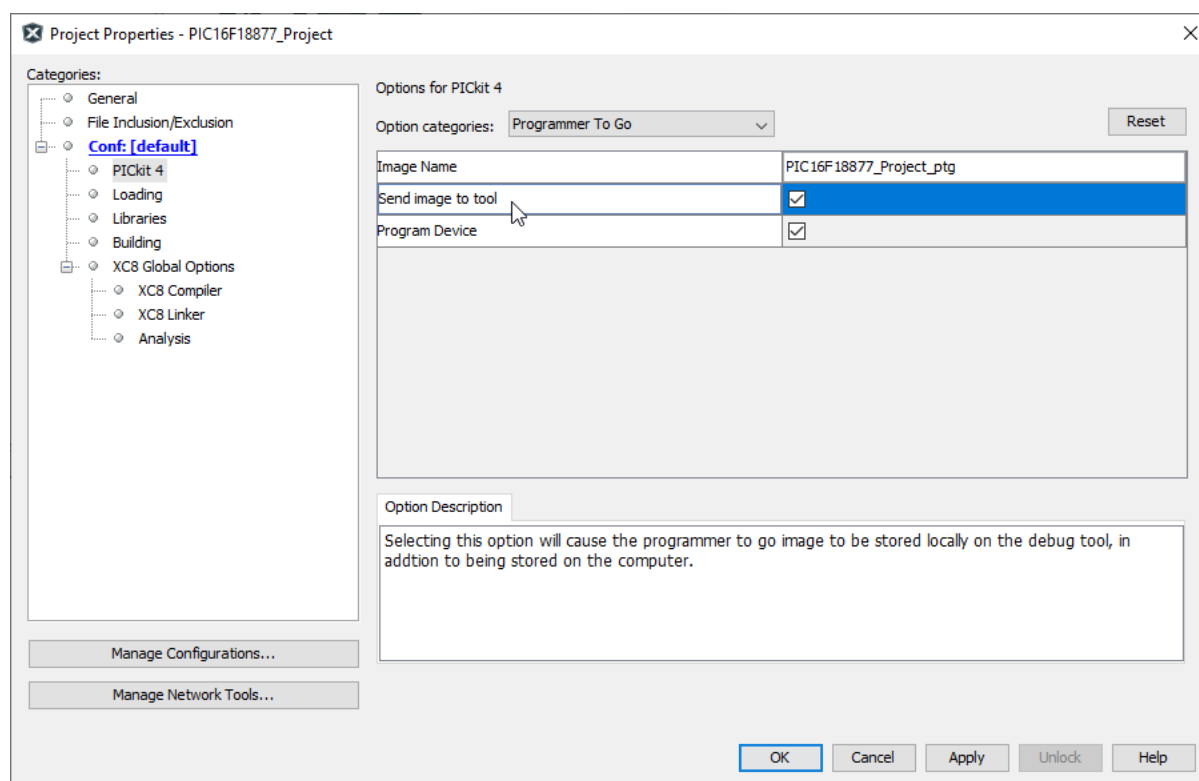 Project Properties - PIC16F18877_Project
Categories:
General
File Inclusion/Exclusion
Conf: [default]
PICkit 4
Loading
Libraries
Building
XC8 Global Options
XC8 Compiler
XC8 Linker
Analysis
Manage Configurations...
Manage Network Tools...
Options for PICkit 4
Option categories: Programmer To Go
Reset
Image Name PIC16F18877_Project_ptg
Send image to tool
Program Device
Option Description
Selecting this option will cause the programmer to go image to be stored locally on the debug tool, in
addtion to being stored on the computer.
OK Cancel Apply Unlock Help